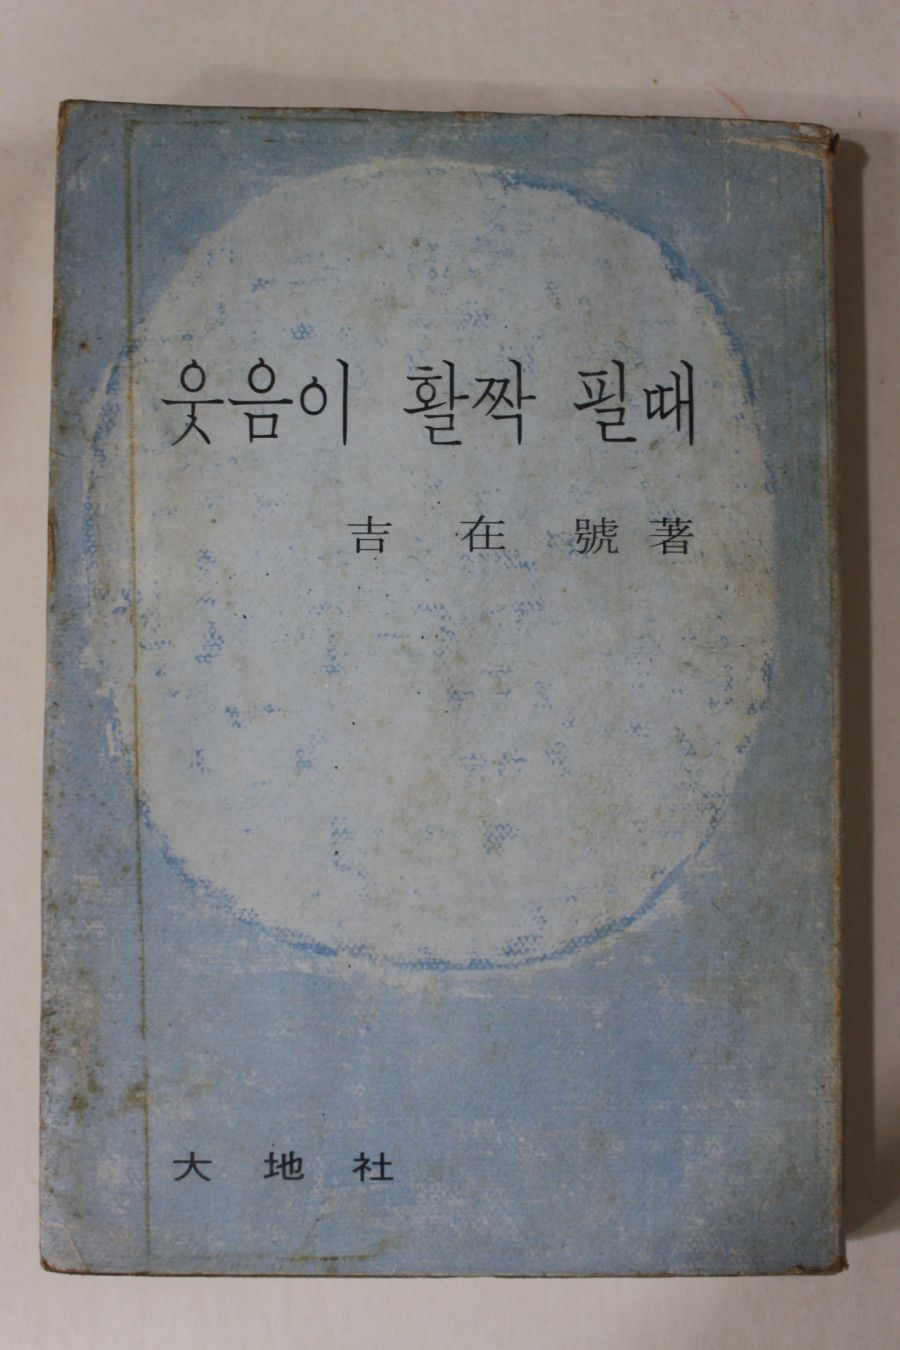 웃음이 활짝 필때
吉在號 著
大地社